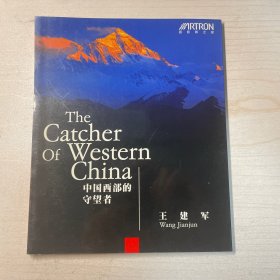 ARTRON
The
Catcher
Of Western
China
中国西部的
守望者
王建军
Wang Jianjun